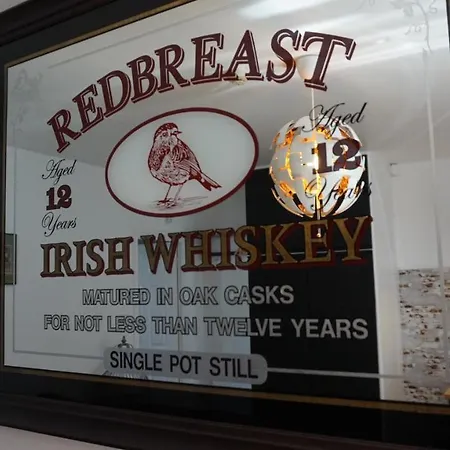 REDBREAST
Aged
12
Years
Aged
12
Years
IRISH WHISKEY
MATURED IN OAK CASKS
FOR NOT LESS THAN TWELVE YEARS
SINGLE POT STILL